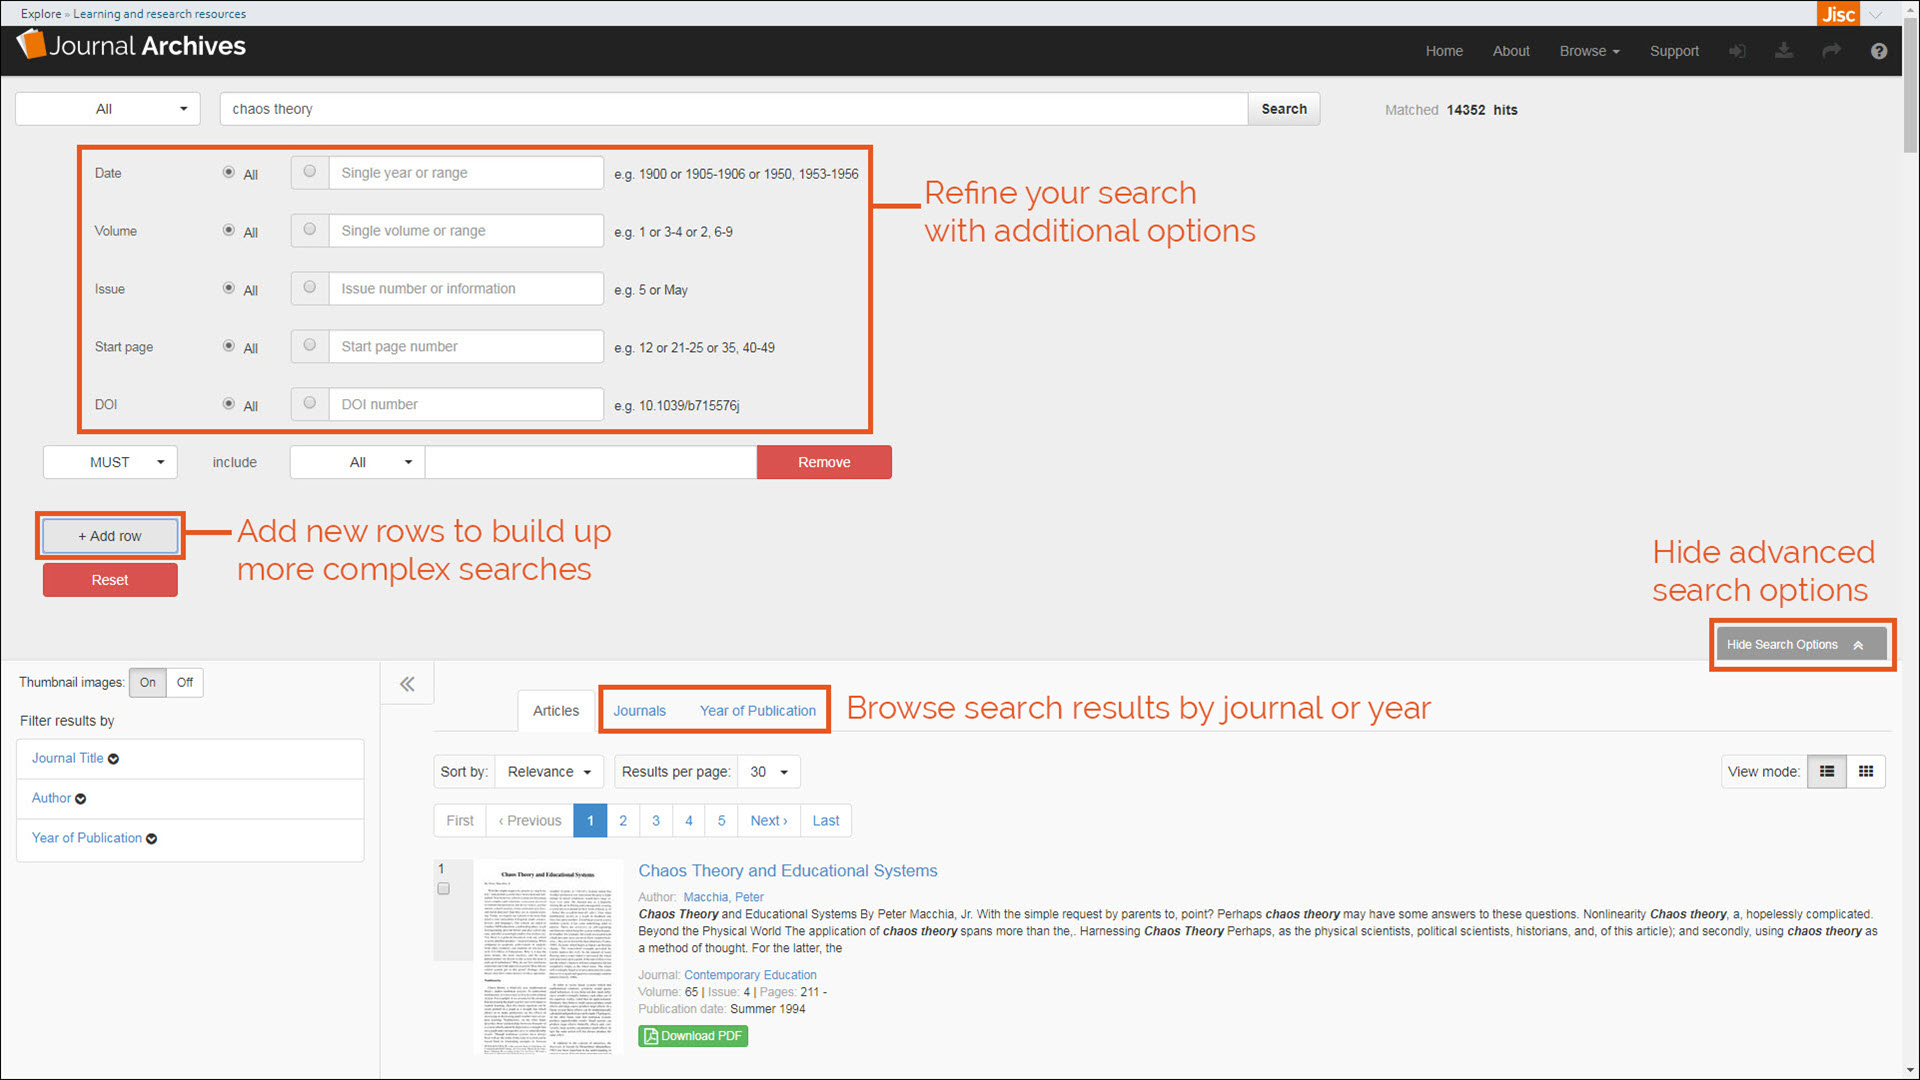 Explore » Learning and research resources
Jisc
Journal Archives
Home About Browse Support
All chaos theory Search Matched 14352 hits
Date All Single year or range e.g. 1900 or 1905-1906 or 1950, 1953-1956
Refine your search
with additional options
Volume All Single volume or range e.g. 1 or 3-4 or 2, 6-9
Issue All Issue number or information e.g. 5 or May
Start page All Start page number e.g. 12 or 21-25 or 35, 40-49
DOI All DOI number e.g. 10.1039/b715576j
MUST include All Remove
+ Add row
Add new rows to build up
more complex searches
Reset
Hide advanced
search options
Hide Search Options
Thumbnail images: On Off
Filter results by
Journal Title
Author
Year of Publication
Articles Journals Year of Publication
Browse search results by journal or year
Sort by: Relevance Results per page: 30 View mode:
First ‹ Previous 1 2 3 4 5 Next › Last
1
Chaos Theory and Educational Systems
Chaos Theory and Educational Systems
Author: Macchia, Peter
Chaos Theory and Educational Systems By Peter Macchia, Jr. With the simple request by parents to, point? Perhaps chaos theory may have some answers to these questions. Nonlinearity Chaos theory, a, hopelessly complicated.
Beyond the Physical World The application of chaos theory spans more than the,. Harnessing Chaos Theory Perhaps, as the physical scientists, political scientists, historians, and, of this article); and secondly, using chaos theory as
a method of thought. For the latter, the
Journal: Contemporary Education
Volume: 65 | Issue: 4 | Pages: 211 -
Publication date: Summer 1994
Download PDF